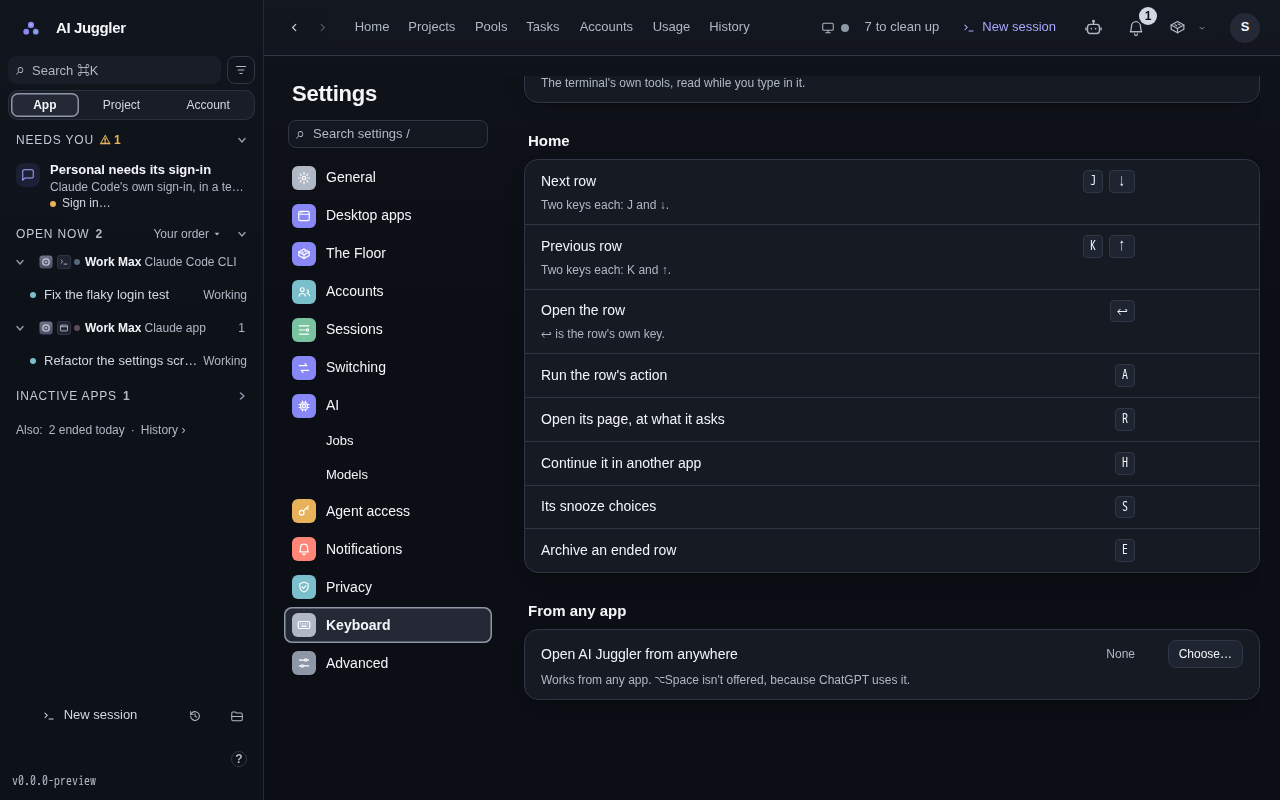 AI Juggler
Search ⌘K
App Project Account
NEEDS YOU 1
Personal needs its sign-in
Claude Code's own sign-in, in a te…
Sign in…
OPEN NOW 2 Your order
Work Max Claude Code CLI
Fix the flaky login test Working
Work Max Claude app 1
Refactor the settings scr… Working
INACTIVE APPS 1
Also: 2 ended today · History ›
New session
?
v0.0.0-preview
Home Projects Pools Tasks Accounts Usage History
7 to clean up
New session
1
S
Settings
Search settings /
General
Desktop apps
The Floor
Accounts
Sessions
Switching
AI
Jobs
Models
Agent access
Notifications
Privacy
Keyboard
Advanced
The terminal's own tools, read while you type in it.
Home
Next row J ↓
Two keys each: J and ↓.
Previous row K ↑
Two keys each: K and ↑.
Open the row ↩
↩ is the row's own key.
Run the row's action A
Open its page, at what it asks R
Continue it in another app H
Its snooze choices S
Archive an ended row E
From any app
Open AI Juggler from anywhere None Choose…
Works from any app. ⌥Space isn't offered, because ChatGPT uses it.